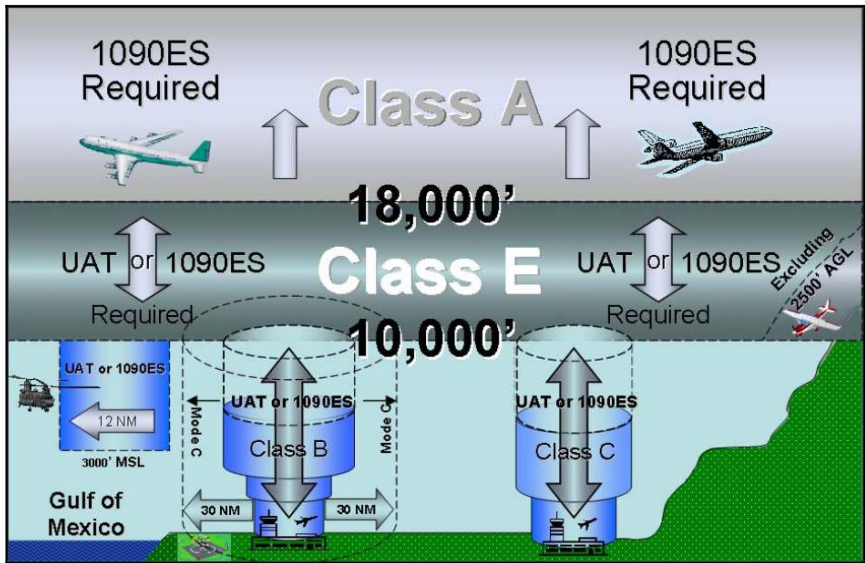 1090ES
Required
Class A
1090ES
Required
18,000'
UAT or 1090ES
Required
Class E
UAT or 1090ES
Required
Excluding
2500' AGL
10,000'
UAT or 1090ES
12 NM
3000' MSL
Gulf of
Mexico
Mode C
UAT or 1090ES
Mode C
Class B
30 NM
30 NM
UAT or 1090ES
Class C